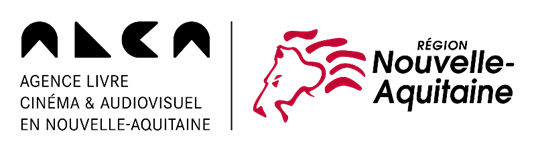 ALCA
AGENCE LIVRE
CINÉMA & AUDIOVISUEL
EN NOUVELLE-AQUITAINE
RÉGION
Nouvelle-
Aquitaine